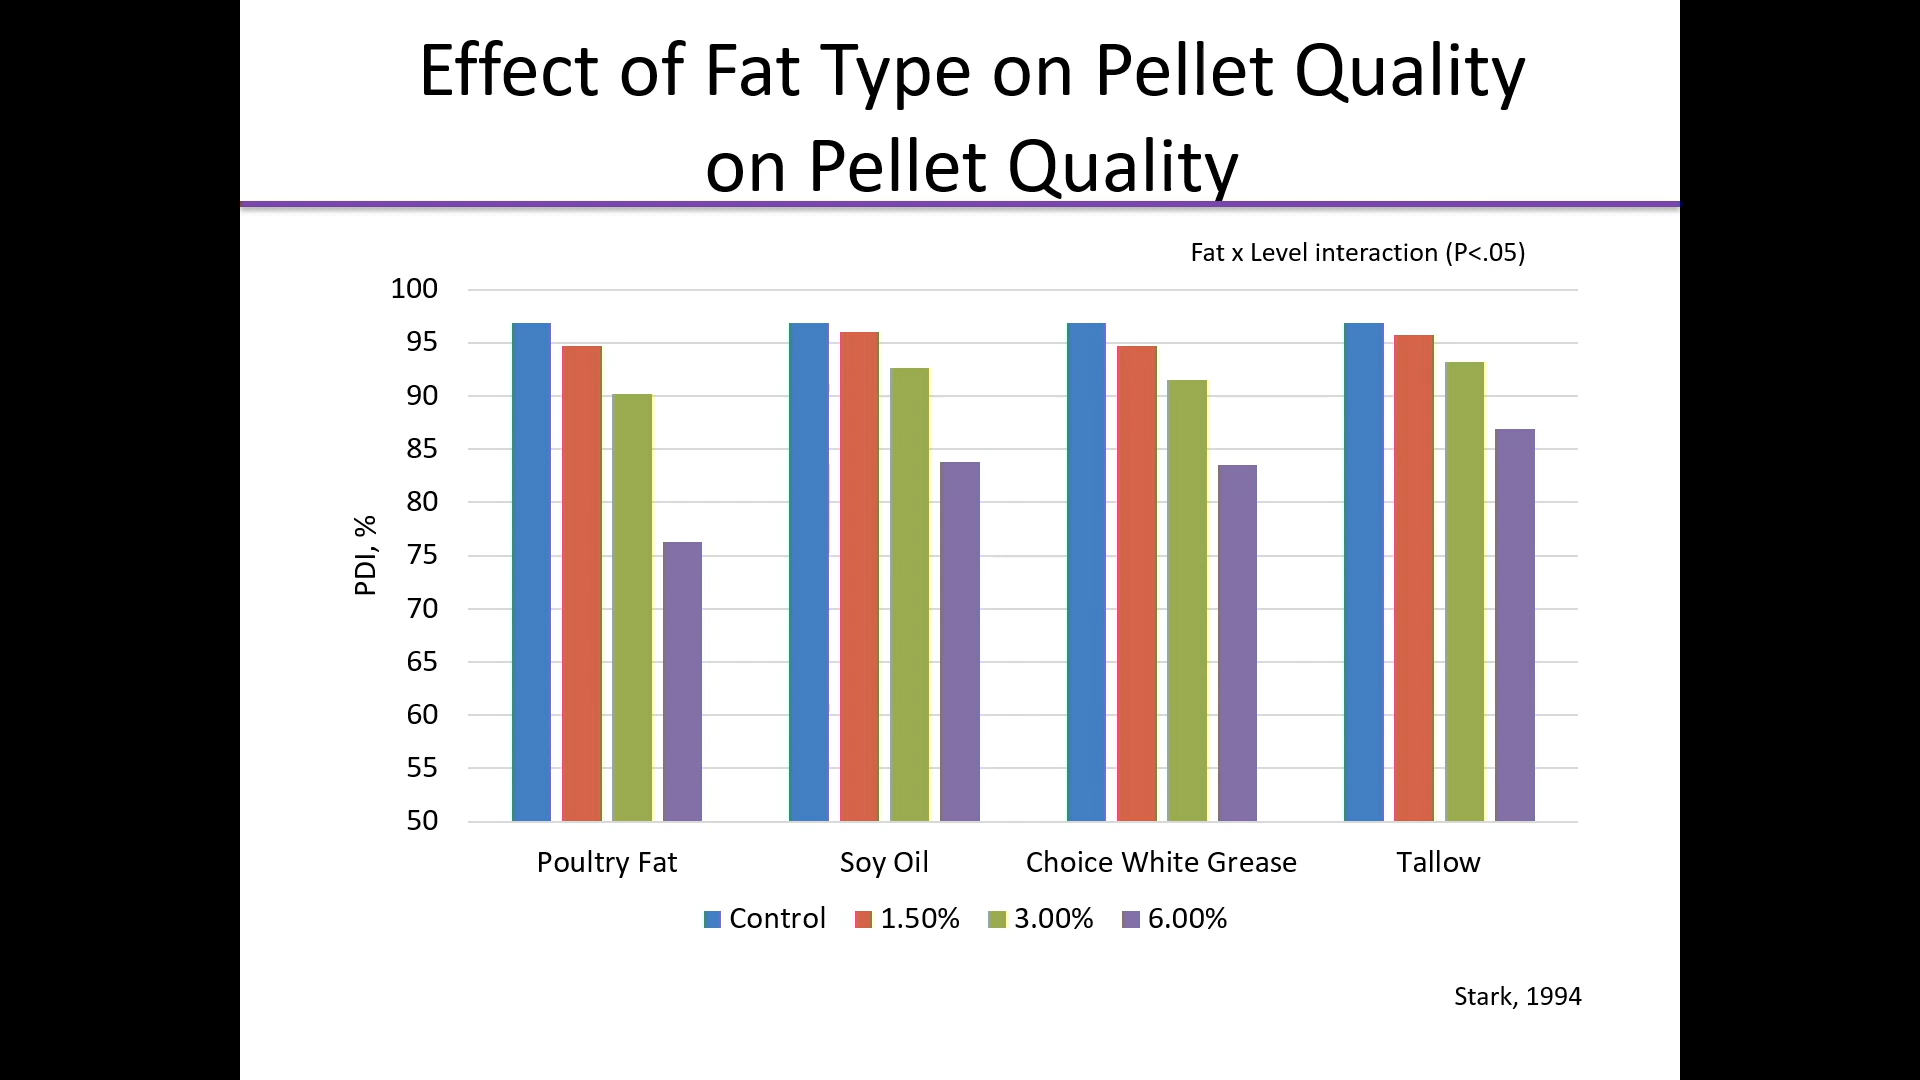 Effect of Fat Type on Pellet Quality
on Pellet Quality
Fat x Level interaction (P<.05)
100
95
90
85
80
75
70
65
60
55
50
PDI, %
Poultry Fat
Soy Oil
Choice White Grease
Tallow
Control
1.50%
3.00%
6.00%
Stark, 1994